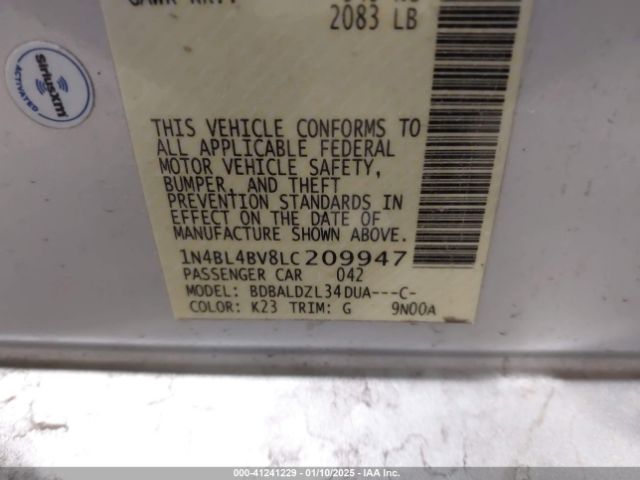 2083 LB
ACTIVATED
SIRIUSXM
THIS VEHICLE CONFORMS TO
ALL APPLICABLE FEDERAL
MOTOR VEHICLE SAFETY,
BUMPER, AND THEFT
PREVENTION STANDARDS IN
EFFECT ON THE DATE OF
MANUFACTURE SHOWN ABOVE.
1N4BL4BV8LC209947
PASSENGER CAR 042
MODEL: BDBALDZL34DUA---C-
COLOR: K23 TRIM: G 9N00A
000-41241229 - 01/10/2025 - IAA Inc.